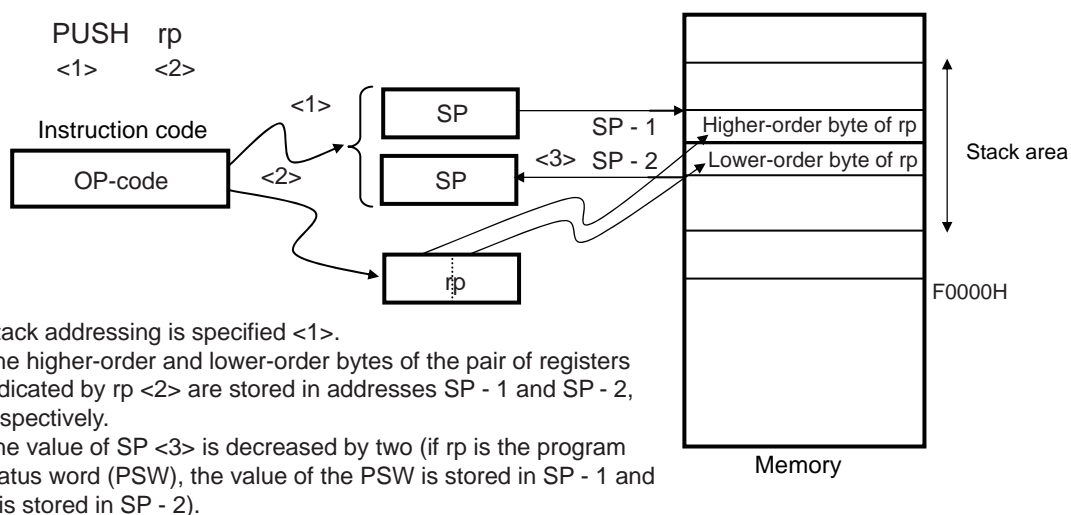 PUSH rp
<1> <2>
<1>
SP
SP - 1
Higher-order byte of rp
Instruction code
<3> SP - 2
Lower-order byte of rp
Stack area
OP-code
<2>
SP
rp
F0000H
tack addressing is specified <1>.
he higher-order and lower-order bytes of the pair of registers
dicated by rp <2> are stored in addresses SP - 1 and SP - 2,
spectively.
he value of SP <3> is decreased by two (if rp is the program
atus word (PSW), the value of the PSW is stored in SP - 1 and
is stored in SP - 2).
Memory